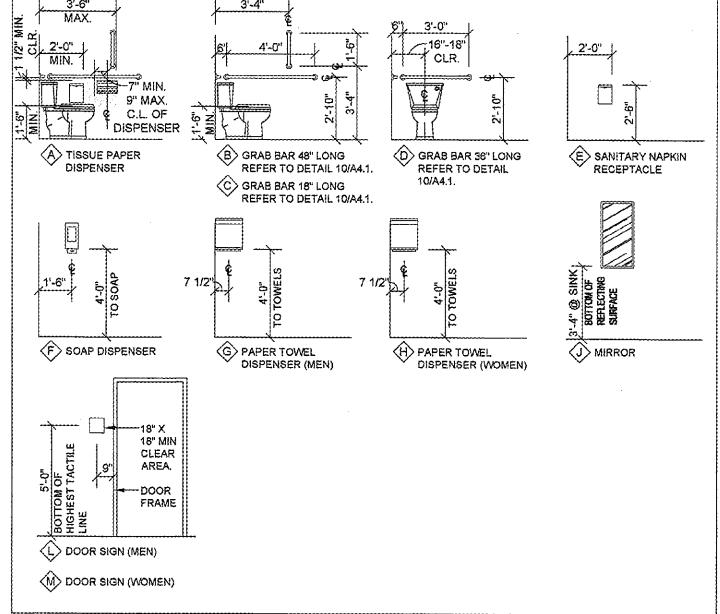 3'-6"
MAX.
1 1/2" MIN.
CLR.
2'-0"
MIN.
7" MIN.
9" MAX.
C.L. OF
DISPENSER
1'-6"
MIN.
A TISSUE PAPER
DISPENSER
3'-4"
6"
4'-0"
1'-6"
3'-4"
2'-10"
1'-6"
MIN.
B GRAB BAR 48" LONG
REFER TO DETAIL 10/A4.1.
C GRAB BAR 18" LONG
REFER TO DETAIL 10/A4.1.
6"
3'-0"
16"-18"
CLR.
2'-10"
D GRAB BAR 36" LONG
REFER TO DETAIL
10/A4.1.
2'-0"
2'-6"
E SANITARY NAPKIN
RECEPTACLE
1'-6"
4'-0"
TO SOAP
F SOAP DISPENSER
7 1/2"
4'-0"
TO TOWELS
G PAPER TOWEL
DISPENSER (MEN)
7 1/2"
4'-0"
TO TOWELS
H PAPER TOWEL
DISPENSER (WOMEN)
3'-4" @ SINK
BOTTOM OF
REFLECTING
SURFACE
J MIRROR
18" X
18" MIN
CLEAR
AREA.
9"
DOOR
FRAME
5'-0"
BOTTOM OF
HIGHEST TACTILE
LINE
L DOOR SIGN (MEN)
M DOOR SIGN (WOMEN)